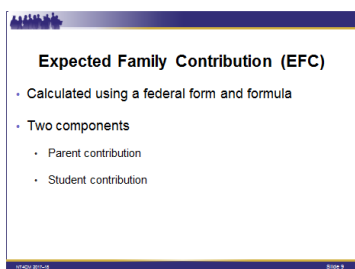 Expected Family Contribution (EFC)
• Calculated using a federal form and formula
• Two components
• Parent contribution
• Student contribution
Slide 9